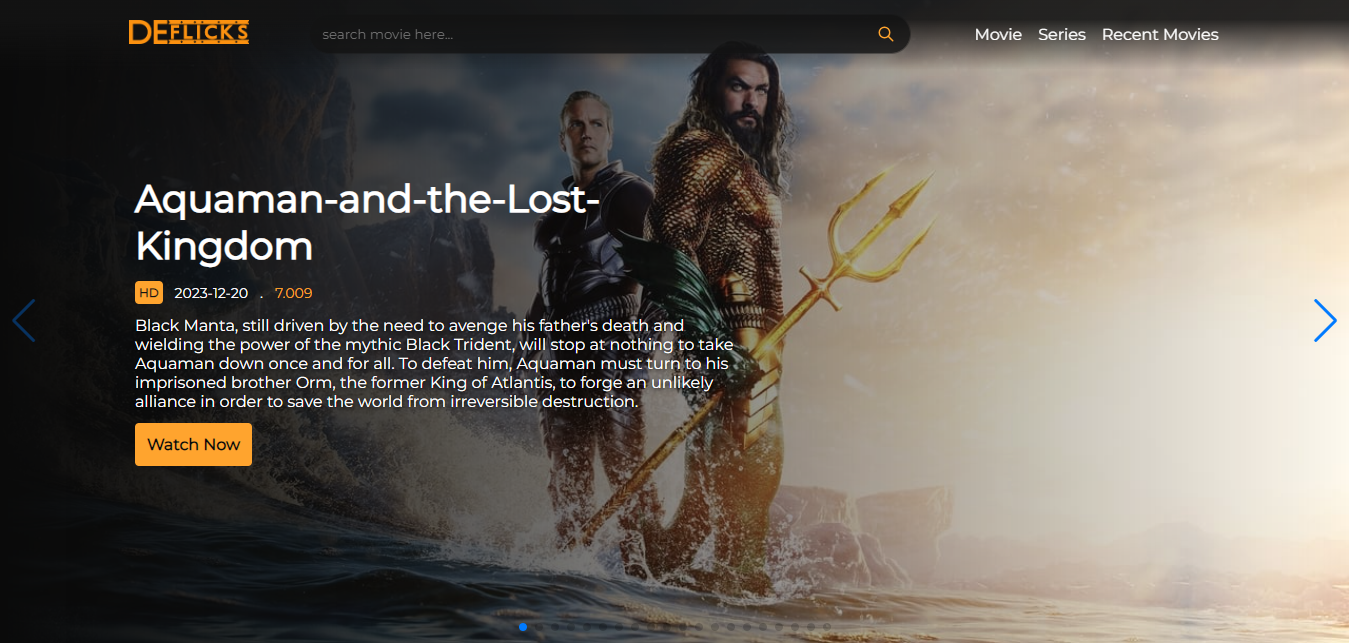 DEFLICKS
search movie here...
Movie Series Recent Movies
Aquaman-and-the-Lost-
Kingdom
HD 2023-12-20 . 7.009
Black Manta, still driven by the need to avenge his father's death and
wielding the power of the mythic Black Trident, will stop at nothing to take
Aquaman down once and for all. To defeat him, Aquaman must turn to his
imprisoned brother Orm, the former King of Atlantis, to forge an unlikely
alliance in order to save the world from irreversible destruction.
Watch Now